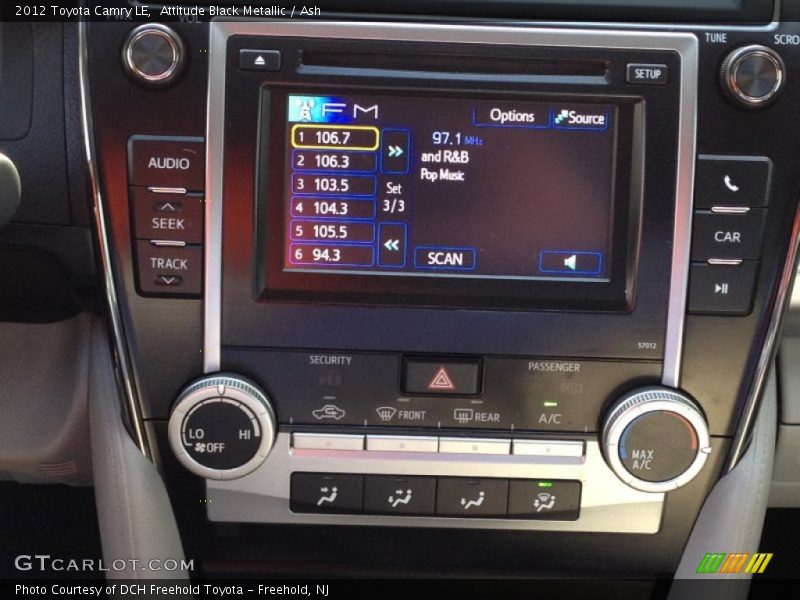 2012 Toyota Camry LE, Attitude Black Metallic / Ash
VOL
TUNE
SCRO
SETUP
FM
Options
Source
1 106.7
2 106.3
3 103.5
4 104.3
5 105.5
6 94.3
Set
3/3
97.1 MHz
and R&B
Pop Music
SCAN
AUDIO
SEEK
TRACK
CAR
57012
SECURITY
PASSENGER
FRONT
REAR
A/C
LO
HI
OFF
MAX
A/C
GTCARLOT.COM
Photo Courtesy of DCH Freehold Toyota - Freehold, NJ